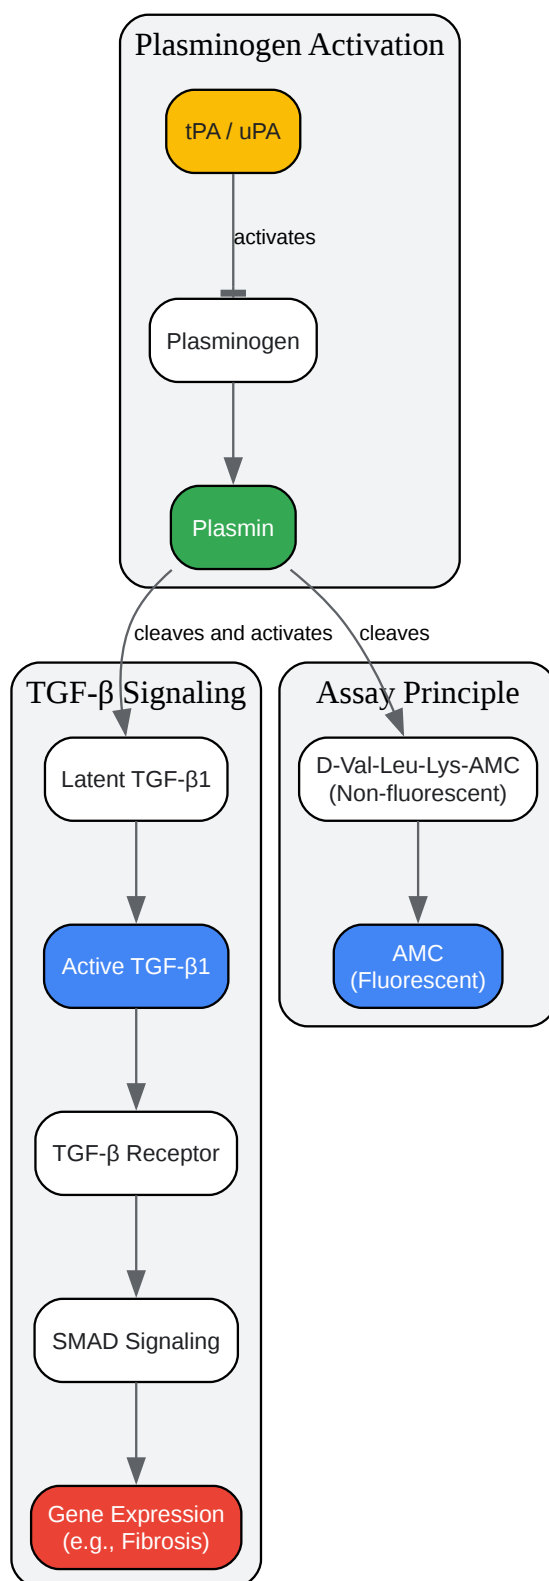 Plasminogen Activation
tPA / uPA
activates
Plasminogen
Plasmin
cleaves and activates
cleaves
TGF-β Signaling
Latent TGF-β1
Active TGF-β1
TGF-β Receptor
SMAD Signaling
Gene Expression
(e.g., Fibrosis)
Assay Principle
D-Val-Leu-Lys-AMC
(Non-fluorescent)
AMC
(Fluorescent)